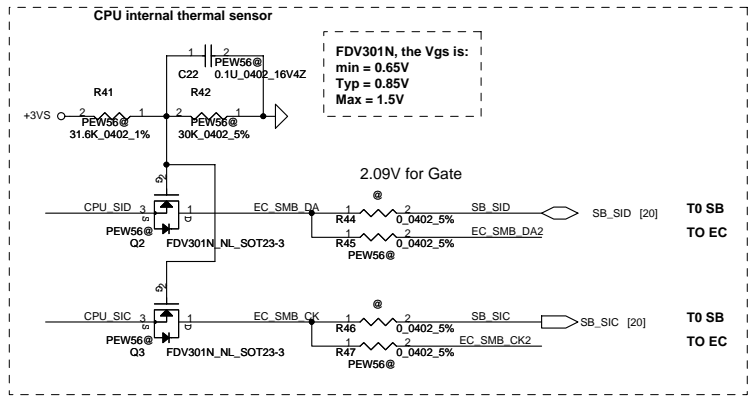 CPU internal thermal sensor
FDV301N, the Vgs is:
min = 0.65V
Typ = 0.85V
Max = 1.5V
1 2
PEW56@
C22 0.1U_0402_16V4Z
R41 R42
+3VS 2 1 2 1
PEW56@ PEW56@
31.6K_0402_1% 30K_0402_5%
2.09V for Gate
G
2
@
CPU_SID 3 1 EC_SMB_DA 1 2 SB_SID SB_SID [20] T0 SB
S D
R44 0_0402_5%
PEW56@ 1 2 EC_SMB_DA2 TO EC
Q2 FDV301N_NL_SOT23-3 R45 0_0402_5%
PEW56@
G
2
@
CPU_SIC 3 1 EC_SMB_CK 1 2 SB_SIC SB_SIC [20] T0 SB
S D
R46 0_0402_5%
PEW56@ 1 2 EC_SMB_CK2 TO EC
Q3 FDV301N_NL_SOT23-3 R47 0_0402_5%
PEW56@